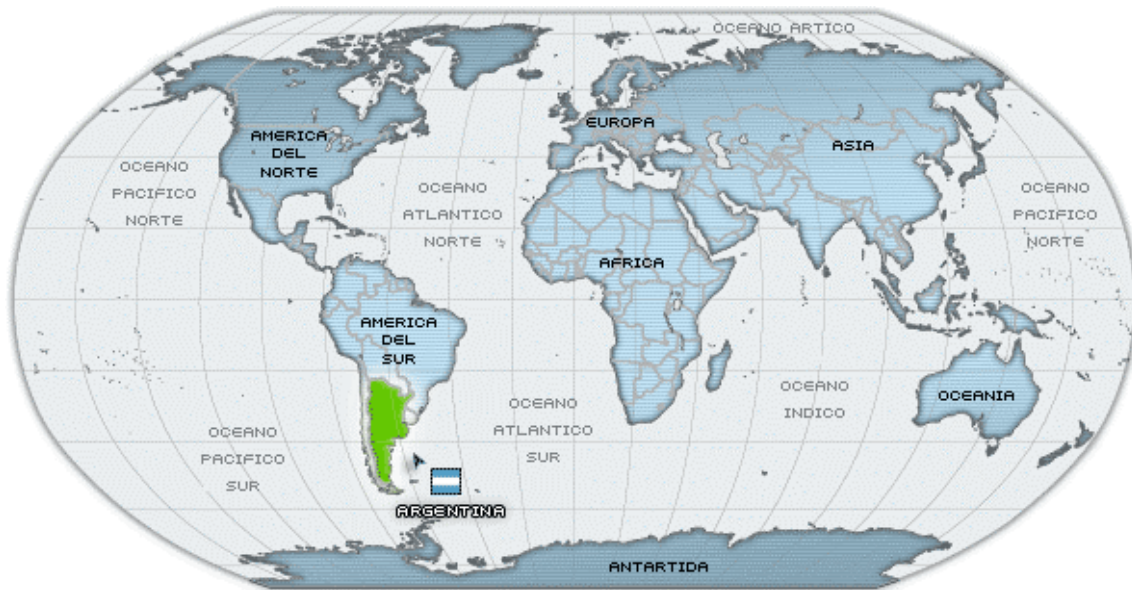 OCEANO ARTICO
EUROPA
AMERICA
DEL
NORTE
ASIA
OCEANO
PACIFICO
NORTE
OCEANO
ATLANTICO
NORTE
OCEANO
PACIFICO
NORTE
AFRICA
AMERICA
DEL
SUR
OCEANO
INDICO
OCEANIA
OCEANO
ATLANTICO
SUR
OCEANO
PACIFICO
SUR
ARGENTINA
ANTARTIDA